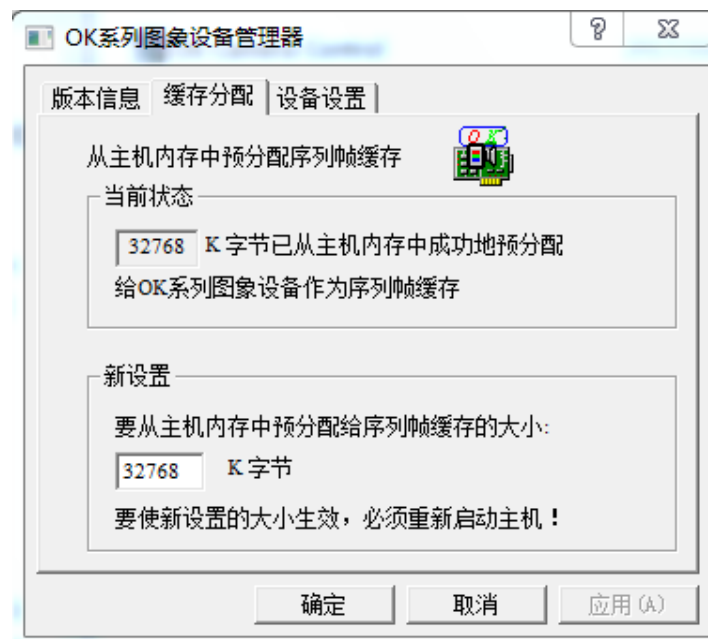 OK系列图象设备管理器
版本信息 缓存分配 设备设置
从主机内存中预分配序列帧缓存
OK
当前状态
32768 K 字节已从主机内存中成功地预分配
给OK系列图象设备作为序列帧缓存
新设置
要从主机内存中预分配给序列帧缓存的大小:
32768 K 字节
要使新设置的大小生效，必须重新启动主机！
确定 取消 应用(A)